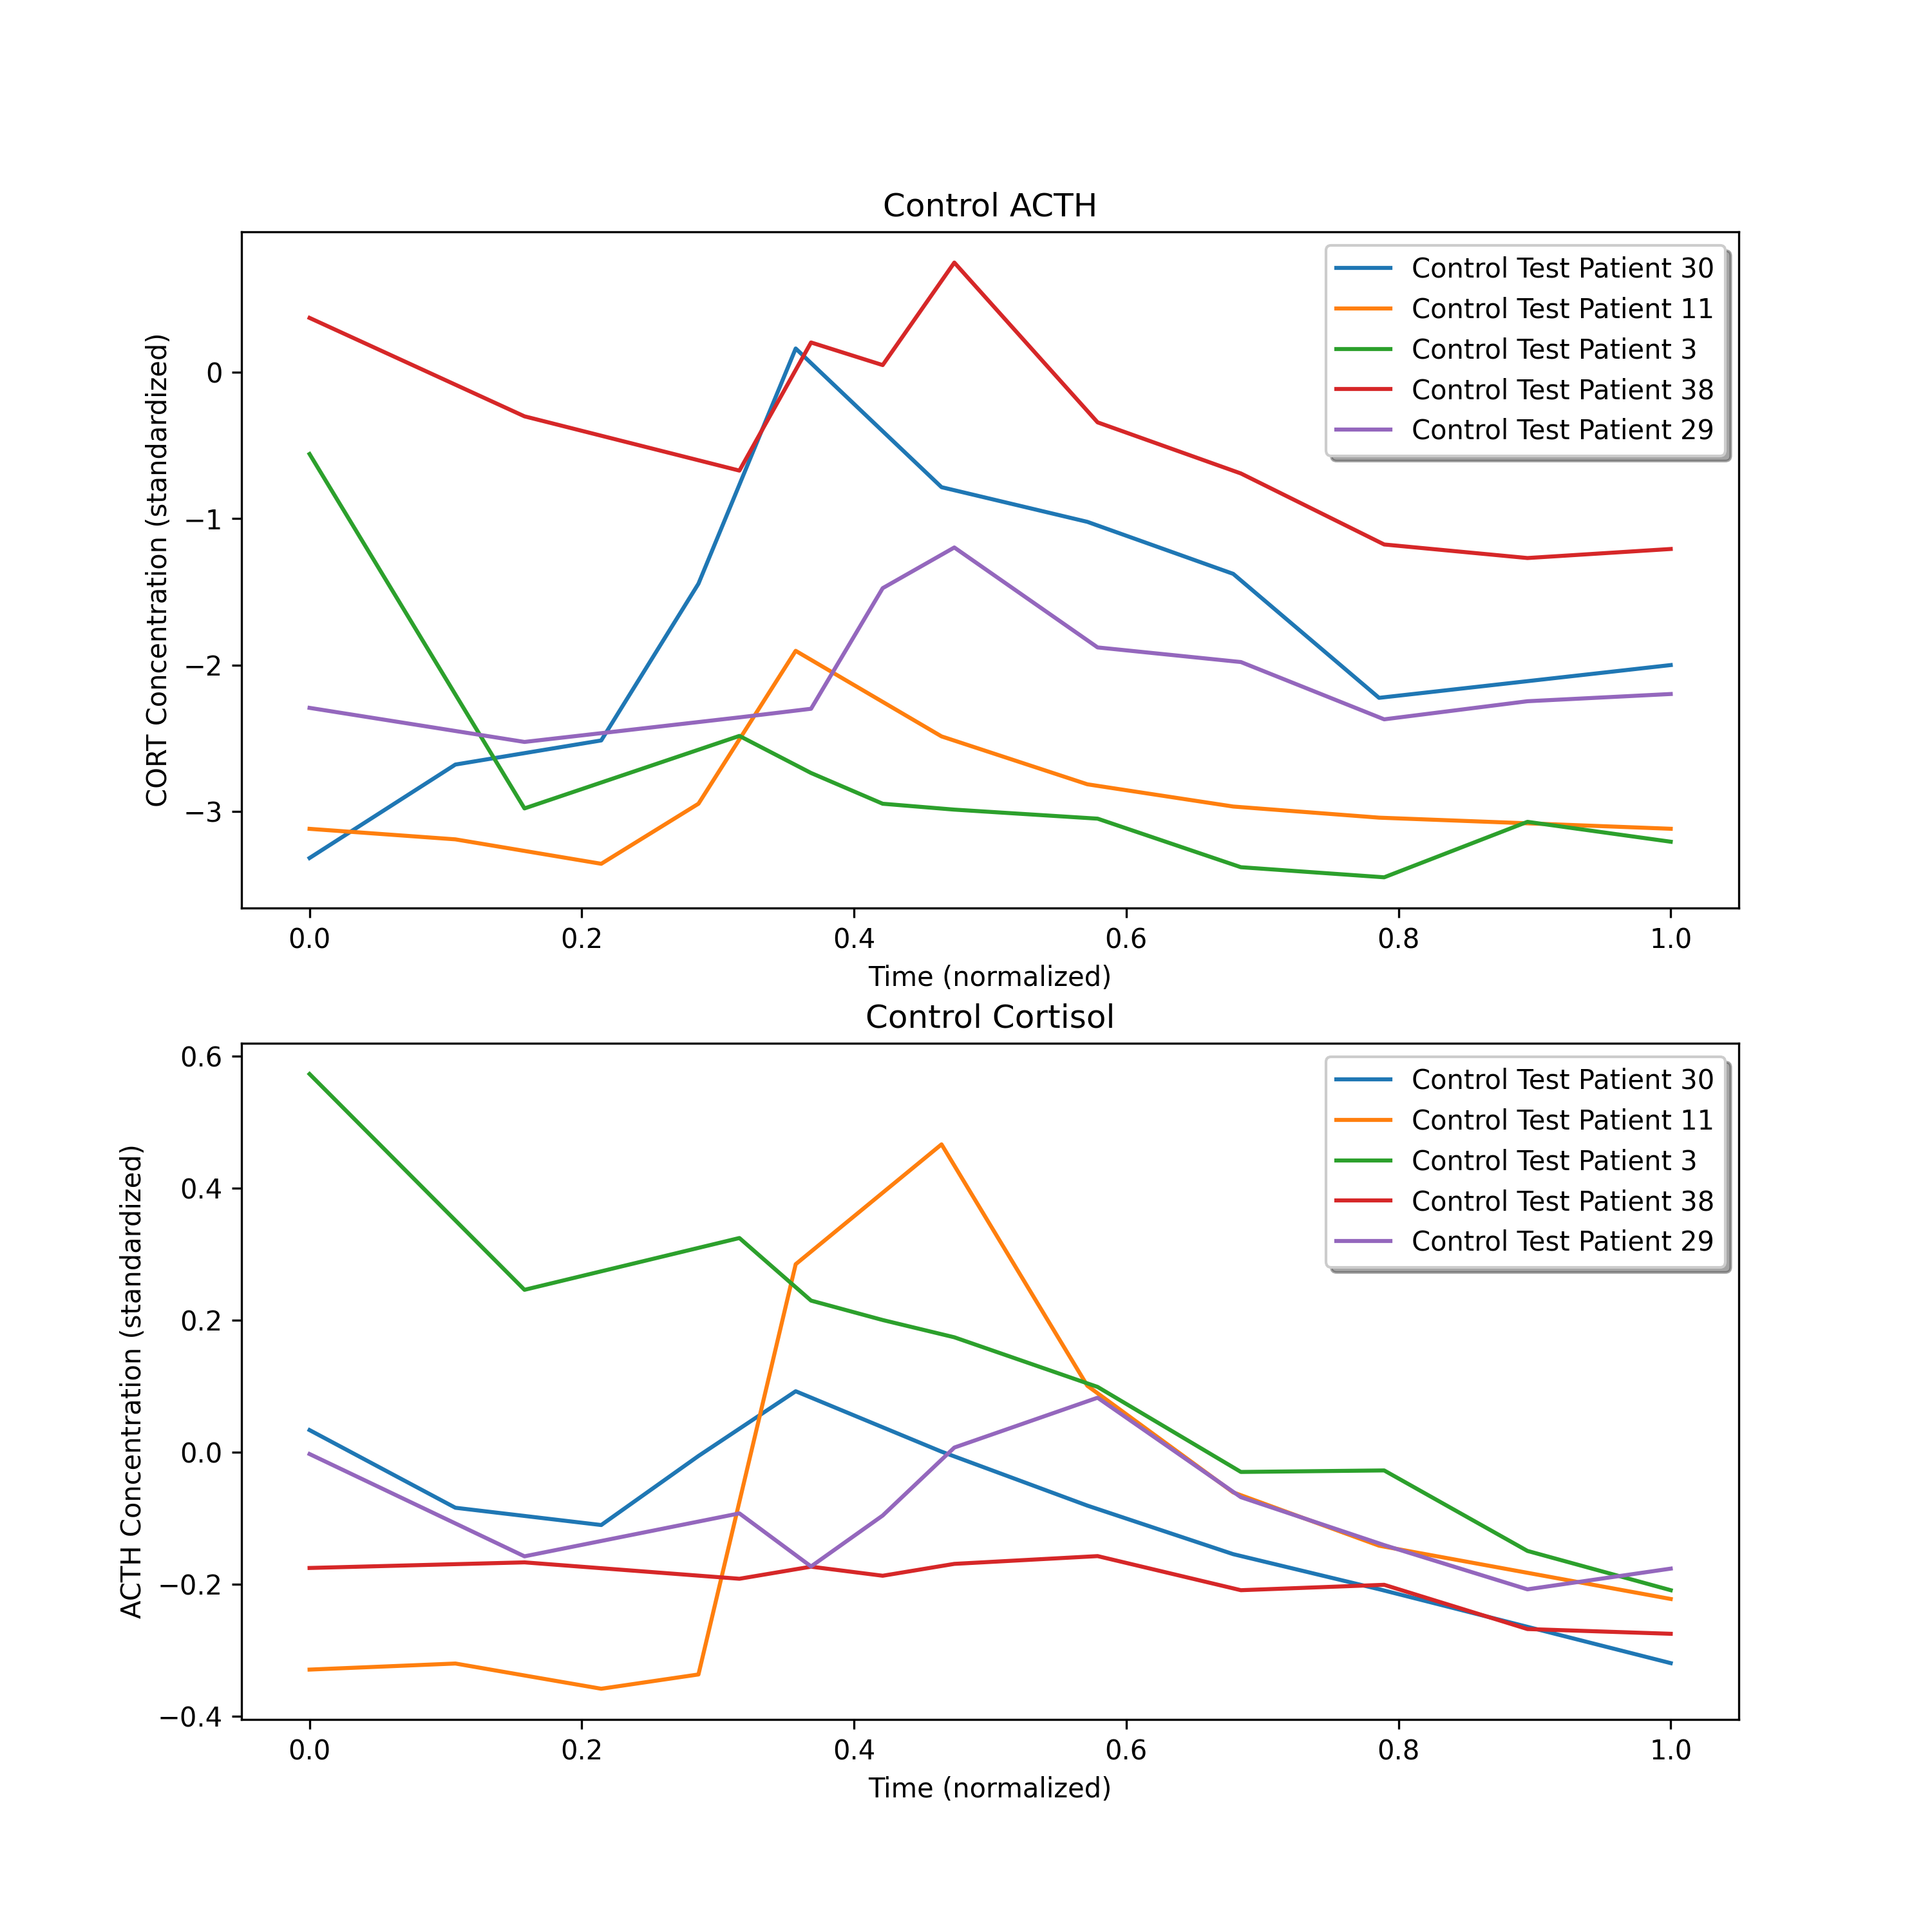 Control ACTH
CORT Concentration (standardized)
0
−1
−2
−3
Control Test Patient 30
Control Test Patient 11
Control Test Patient 3
Control Test Patient 38
Control Test Patient 29
0.0 0.2 0.4 0.6 0.8 1.0
Time (normalized)
Control Cortisol
ACTH Concentration (standardized)
0.6
0.4
0.2
0.0
−0.2
−0.4
Control Test Patient 30
Control Test Patient 11
Control Test Patient 3
Control Test Patient 38
Control Test Patient 29
0.0 0.2 0.4 0.6 0.8 1.0
Time (normalized)